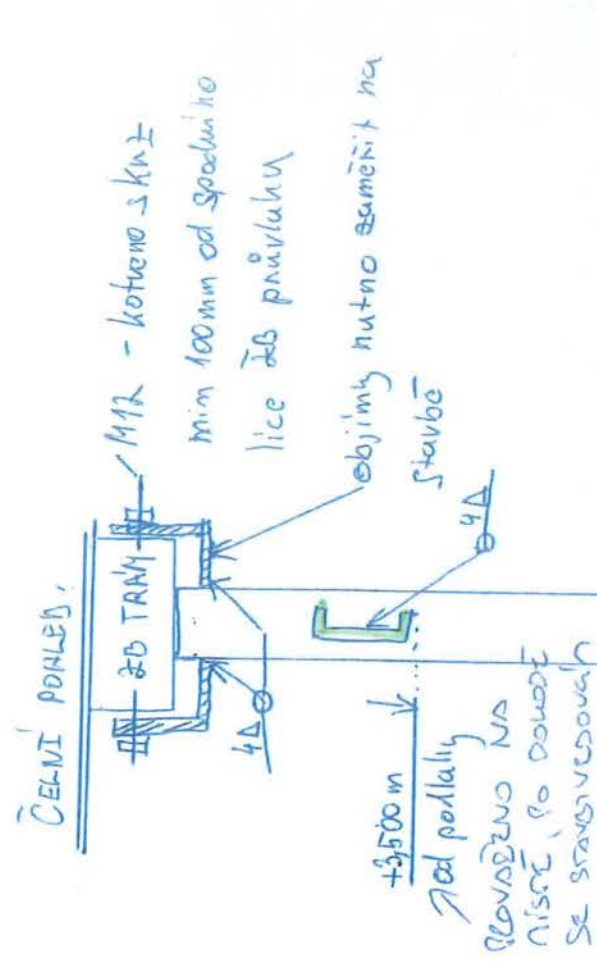 ČELNÍ POHLED.
ŽB TRÁM
M12 - kotveno skrz
min 100mm od spodního
líce ŽB průvlaku
objímky nutno zaměřit na
stavbě
4
4
+3,500 m
od podlahy
PROVÁDĚNO NA
MÍSTĚ, PO DOHODĚ
SE STAVBYVEDOUCÍM